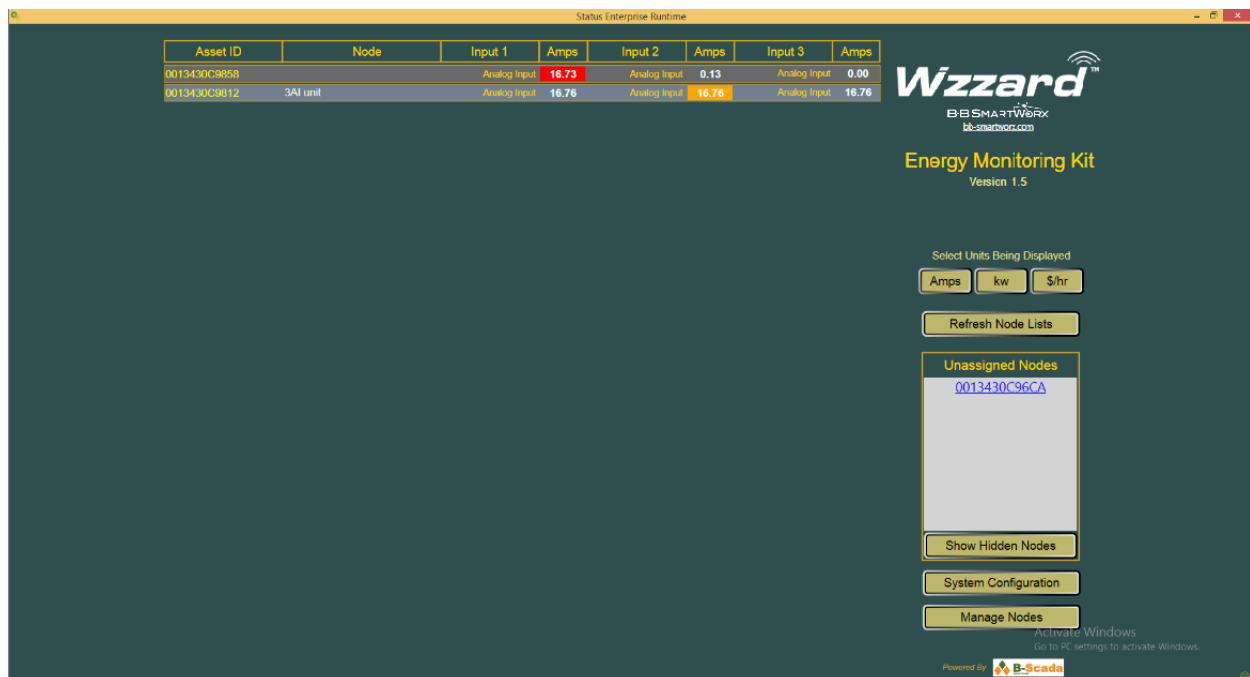 Status Enterprise Runtime
Asset ID Node Input 1 Amps Input 2 Amps Input 3 Amps
0013430C9858 Analog Input 16.73 Analog Input 0.13 Analog Input 0.00
0013430C9812 3AI unit Analog Input 16.76 Analog Input 16.76 Analog Input 16.76
Wzzard™
B+B SMARTWORX
bb-smartworx.com
Energy Monitoring Kit
Version 1.5
Select Units Being Displayed
Amps kw $/hr
Refresh Node Lists
Unassigned Nodes
0013430C96CA
Show Hidden Nodes
System Configuration
Manage Nodes
Activate Windows
Go to PC settings to activate Windows.
Powered By B-Scada